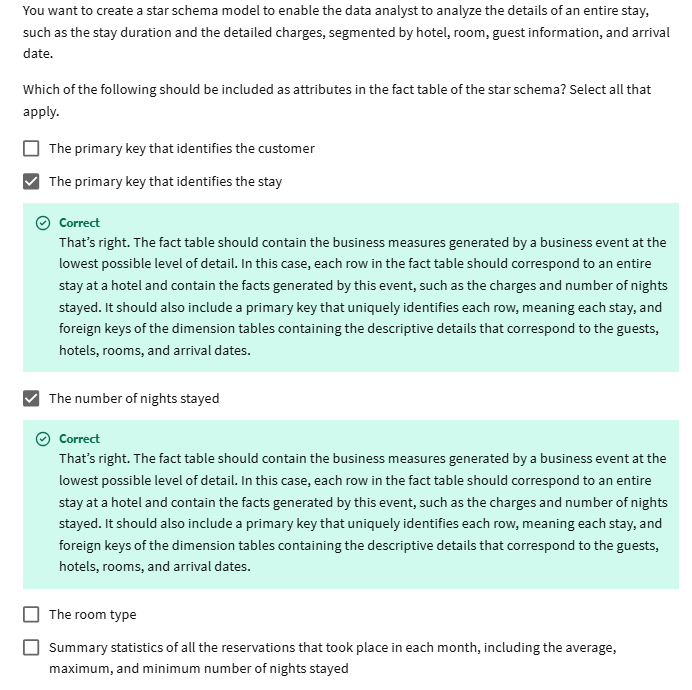 You want to create a star schema model to enable the data analyst to analyze the details of an entire stay,
such as the stay duration and the detailed charges, segmented by hotel, room, guest information, and arrival
date.
Which of the following should be included as attributes in the fact table of the star schema? Select all that
apply.
The primary key that identifies the customer
The primary key that identifies the stay
Correct
That's right. The fact table should contain the business measures generated by a business event at the
lowest possible level of detail. In this case, each row in the fact table should correspond to an entire
stay at a hotel and contain the facts generated by this event, such as the charges and number of nights
stayed. It should also include a primary key that uniquely identifies each row, meaning each stay, and
foreign keys of the dimension tables containing the descriptive details that correspond to the guests,
hotels, rooms, and arrival dates.
The number of nights stayed
Correct
That's right. The fact table should contain the business measures generated by a business event at the
lowest possible level of detail. In this case, each row in the fact table should correspond to an entire
stay at a hotel and contain the facts generated by this event, such as the charges and number of nights
stayed. It should also include a primary key that uniquely identifies each row, meaning each stay, and
foreign keys of the dimension tables containing the descriptive details that correspond to the guests,
hotels, rooms, and arrival dates.
The room type
Summary statistics of all the reservations that took place in each month, including the average,
maximum, and minimum number of nights stayed